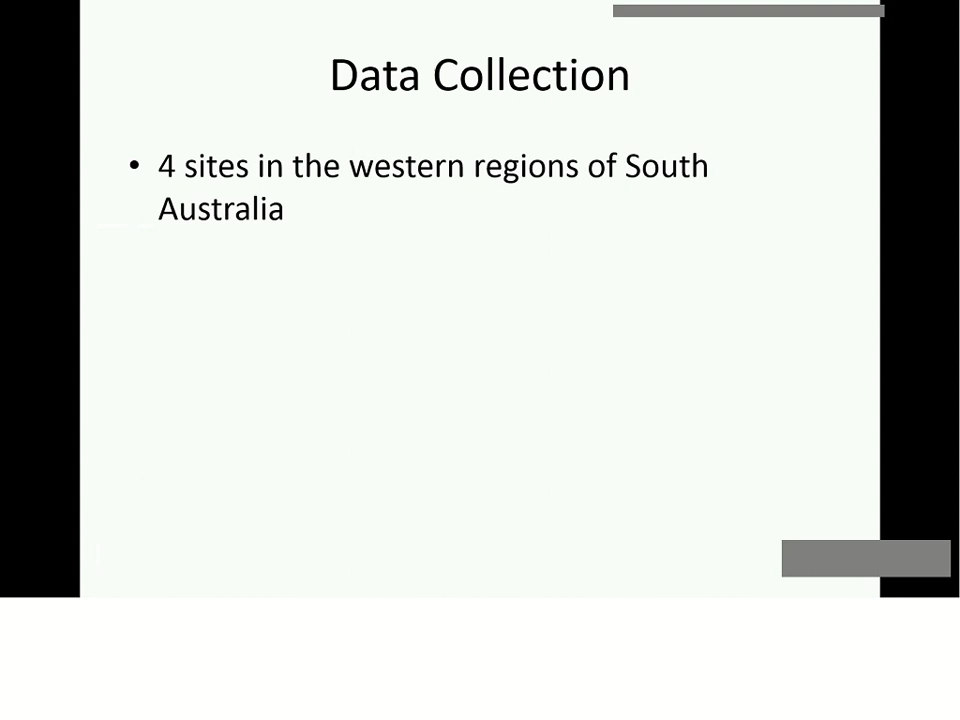 Data Collection
• 4 sites in the western regions of South
Australia